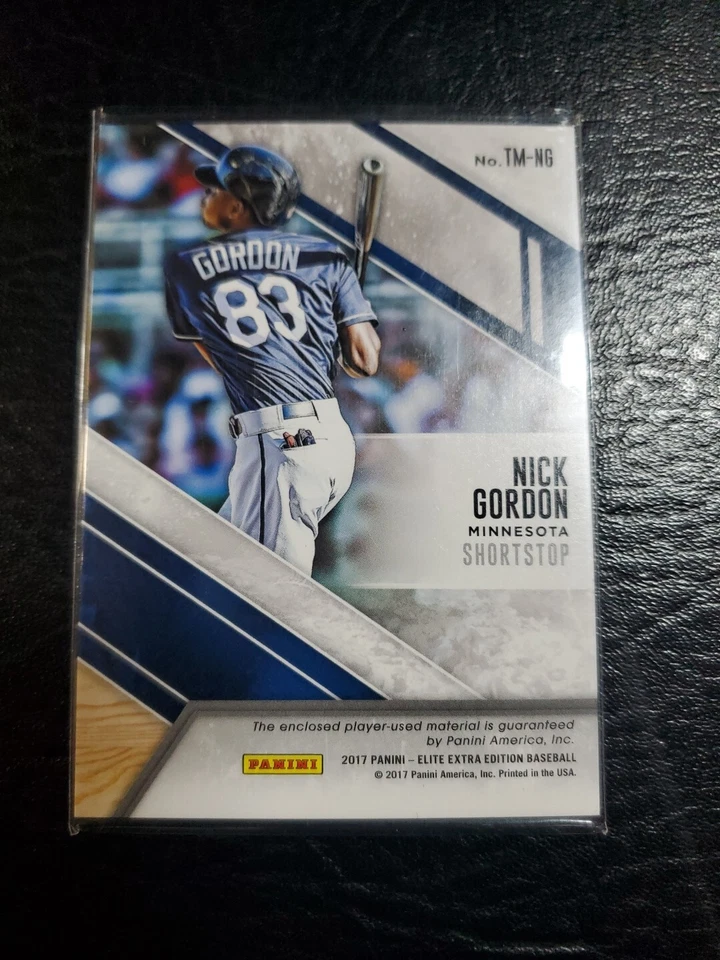 No. TM-NG
GORDON
83
NICK
GORDON
MINNESOTA
SHORTSTOP
The enclosed player-used material is guaranteed
by Panini America, Inc.
PANINI
2017 PANINI – ELITE EXTRA EDITION BASEBALL
© 2017 Panini America, Inc. Printed in the USA.